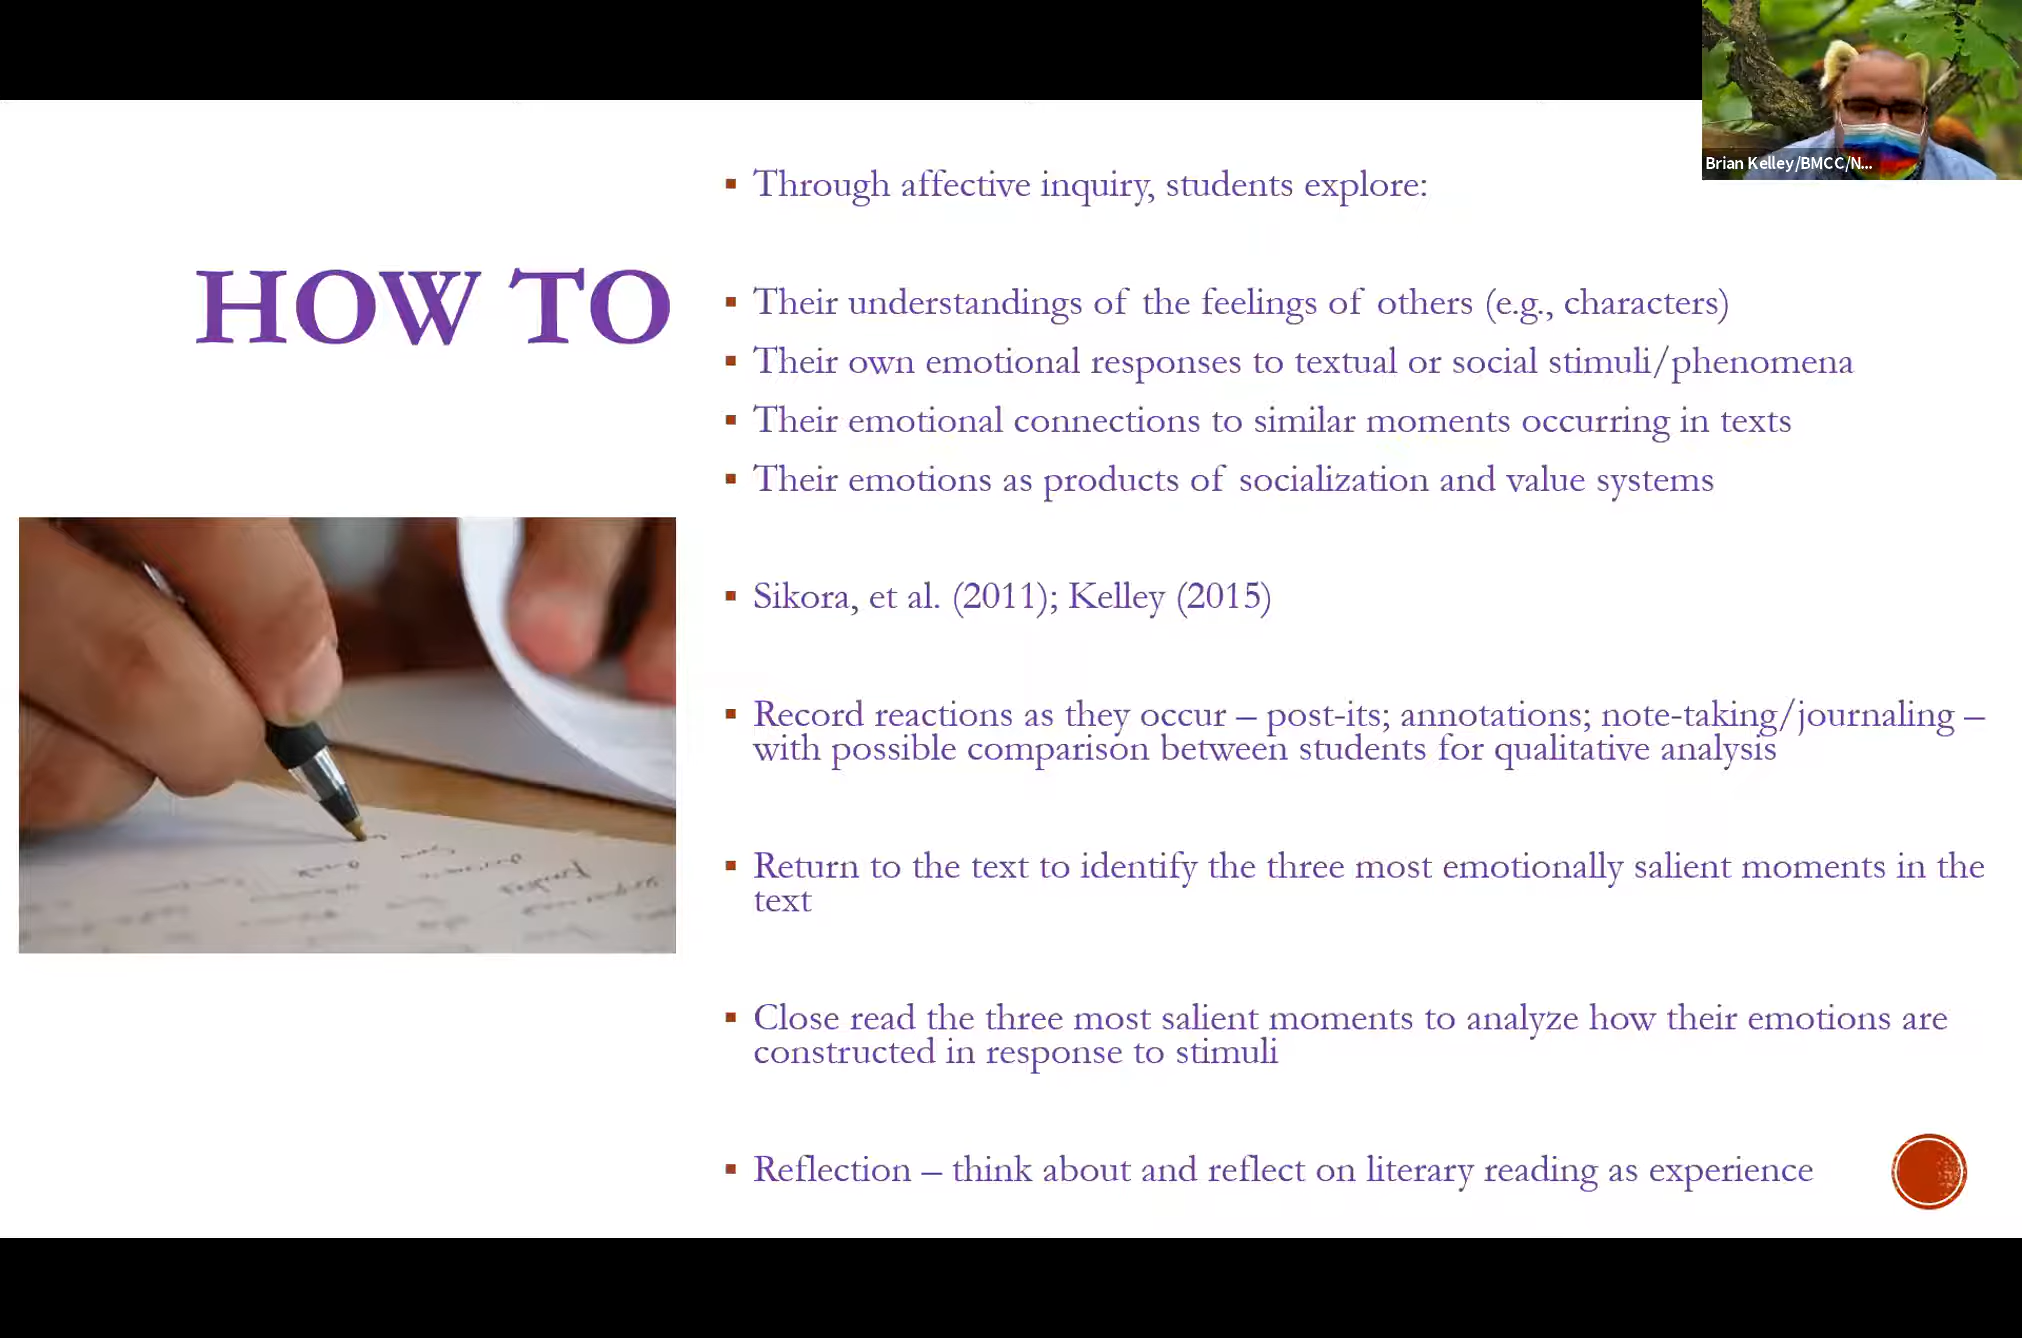 Brian Kelley/BMCC/N...
HOW TO
Through affective inquiry, students explore:
Their understandings of the feelings of others (e.g., characters)
Their own emotional responses to textual or social stimuli/phenomena
Their emotional connections to similar moments occurring in texts
Their emotions as products of socialization and value systems
Sikora, et al. (2011); Kelley (2015)
Record reactions as they occur – post-its; annotations; note-taking/journaling –
with possible comparison between students for qualitative analysis
Return to the text to identify the three most emotionally salient moments in the
text
Close read the three most salient moments to analyze how their emotions are
constructed in response to stimuli
Reflection – think about and reflect on literary reading as experience